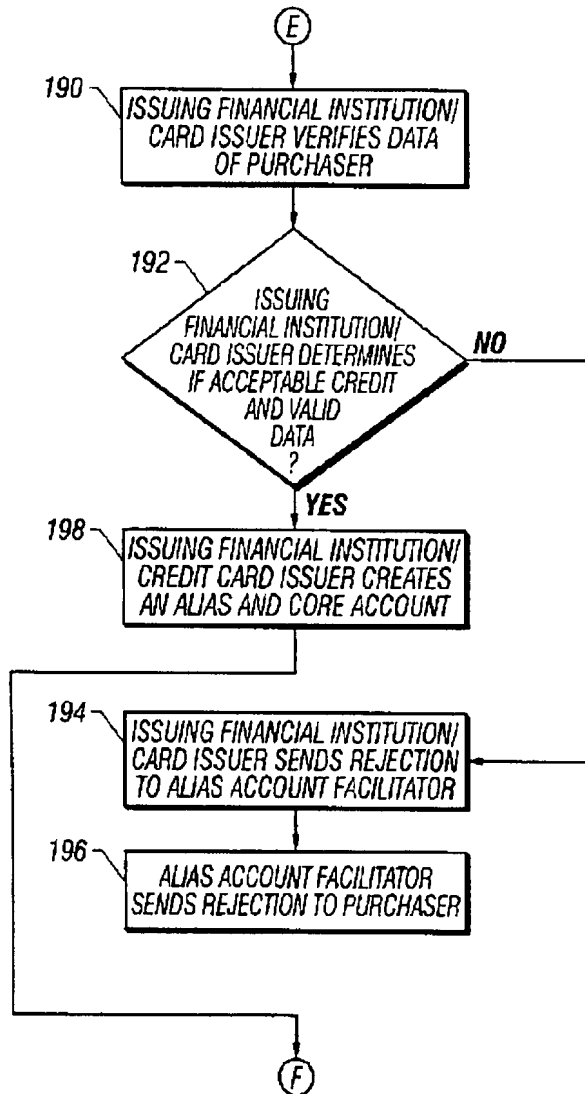 E
190
ISSUING FINANCIAL INSTITUTION/
CARD ISSUER VERIFIES DATA
OF PURCHASER
192
ISSUING
FINANCIAL INSTITUTION/
CARD ISSUER DETERMINES
IF ACCEPTABLE CREDIT
AND VALID
DATA
?
NO
YES
198
ISSUING FINANCIAL INSTITUTION/
CREDIT CARD ISSUER CREATES
AN ALIAS AND CORE ACCOUNT
194
ISSUING FINANCIAL INSTITUTION/
CARD ISSUER SENDS REJECTION
TO ALIAS ACCOUNT FACILITATOR
196
ALIAS ACCOUNT FACILITATOR
SENDS REJECTION TO PURCHASER
F